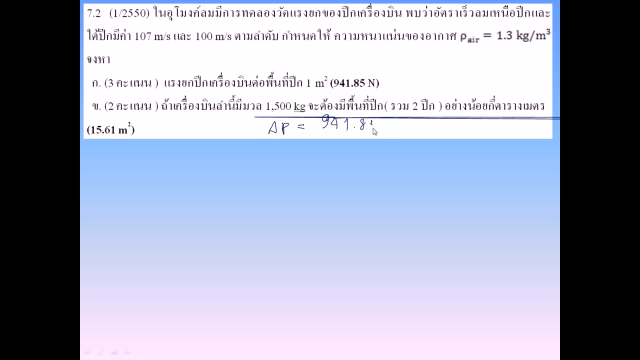 7.2 (1/2550) ในอุโมงค์ลมมีการทดลองวัดแรงยกของปีกเครื่องบิน พบว่าอัตราเร็วลมเหนือปีกและ
ใต้ปีกมีค่า 107 m/s และ 100 m/s ตามลำดับ กำหนดให้ ความหนาแน่นของอากาศ ρair = 1.3 kg/m³
จงหา
ก. (3 คะแนน ) แรงยกปีกเครื่องบินต่อพื้นที่ปีก 1 m² (941.85 N)
ข. (2 คะแนน ) ถ้าเครื่องบินลำนี้มีมวล 1,500 kg จะต้องมีพื้นที่ปีก( รวม 2 ปีก ) อย่างน้อยกี่ตารางเมตร
(15.61 m²)
ΔP = 941.8